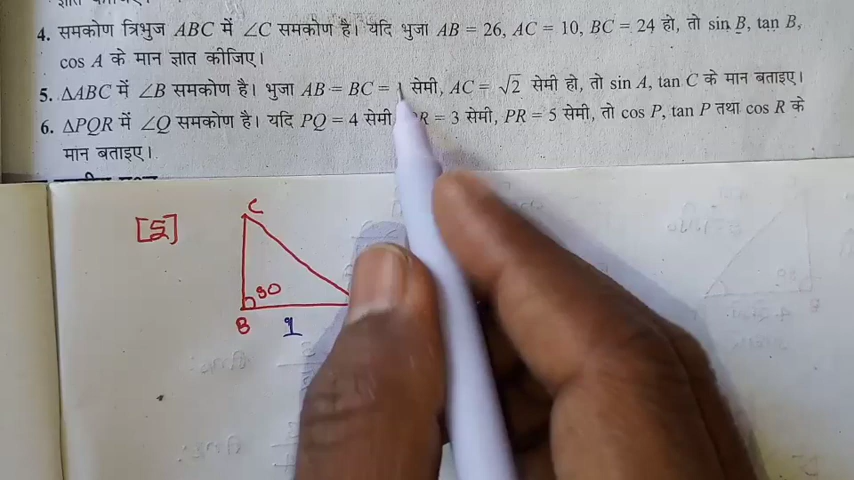 4. समकोण त्रिभुज ABC में ∠C समकोण है। यदि भुजा AB = 26, AC = 10, BC = 24 हो, तो sin B, tan B,
cos A के मान ज्ञात कीजिए।
5. ΔABC में ∠B समकोण है। भुजा AB = BC = 1 सेमी, AC = √2 सेमी हो, तो sin A, tan C के मान बताइए।
6. ΔPQR में ∠Q समकोण है। यदि PQ = 4 सेमी, = 3 सेमी, PR = 5 सेमी, तो cos P, tan P तथा cos R के
मान बताइए।
[5]
C
90
B
1